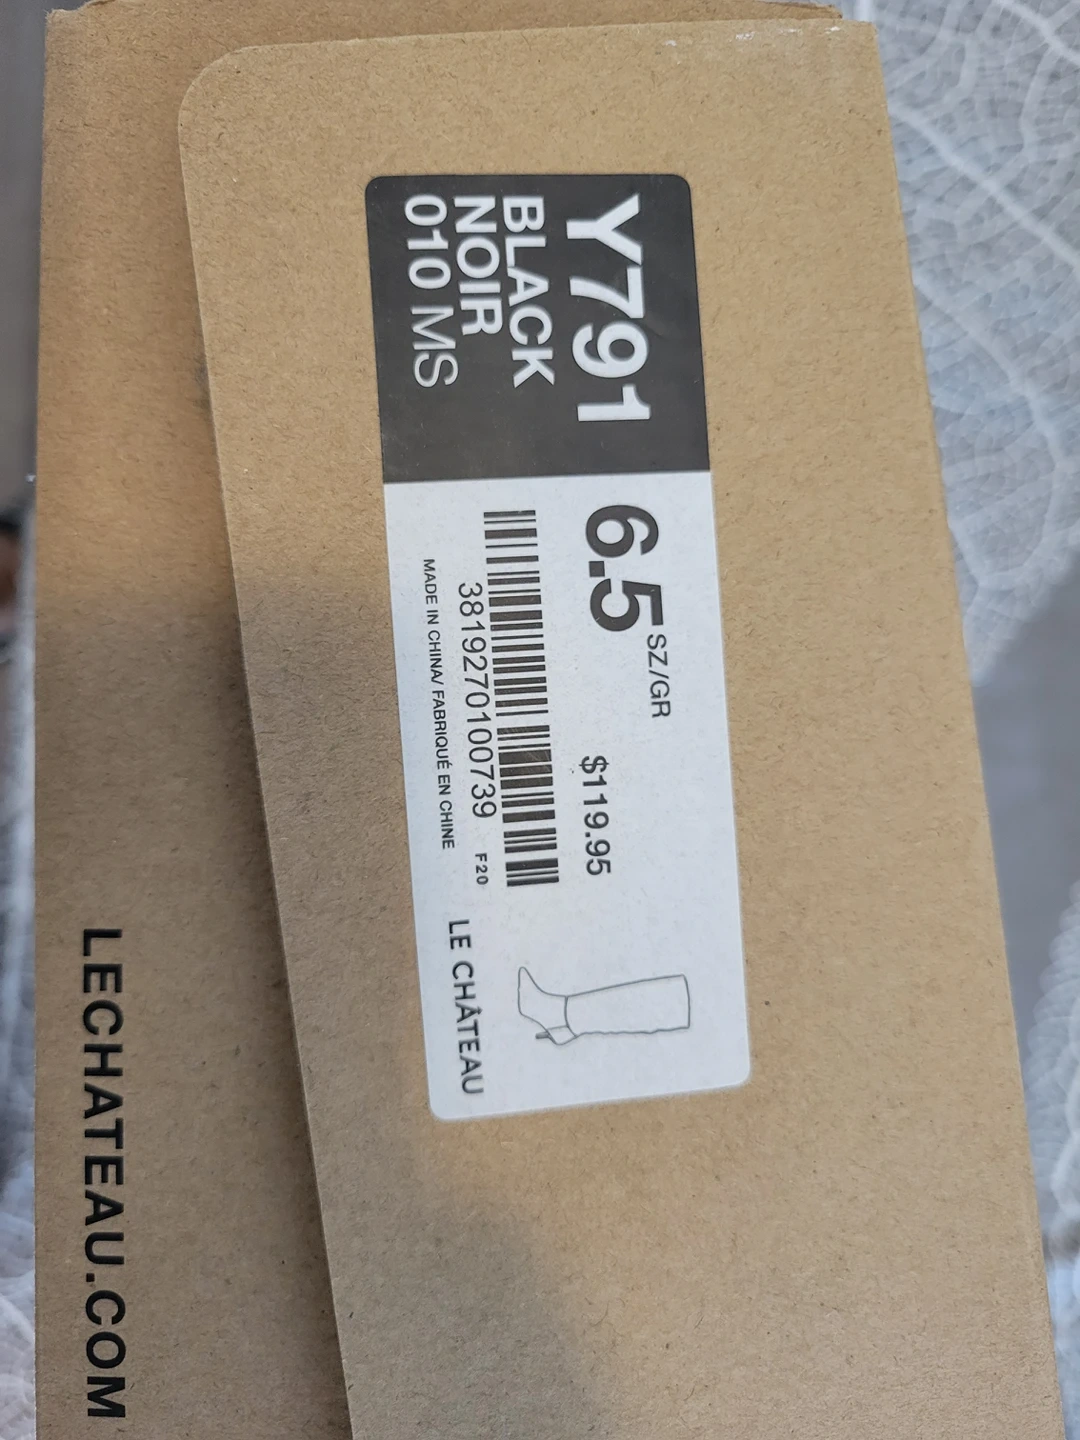 Y791
BLACK
NOIR
010 MS
6.5 SZ/GR
$119.95
381927010073​9
F20
MADE IN CHINA/ FABRIQUÉ EN CHINE
LE CHÂTEAU
LECHATEAU.COM